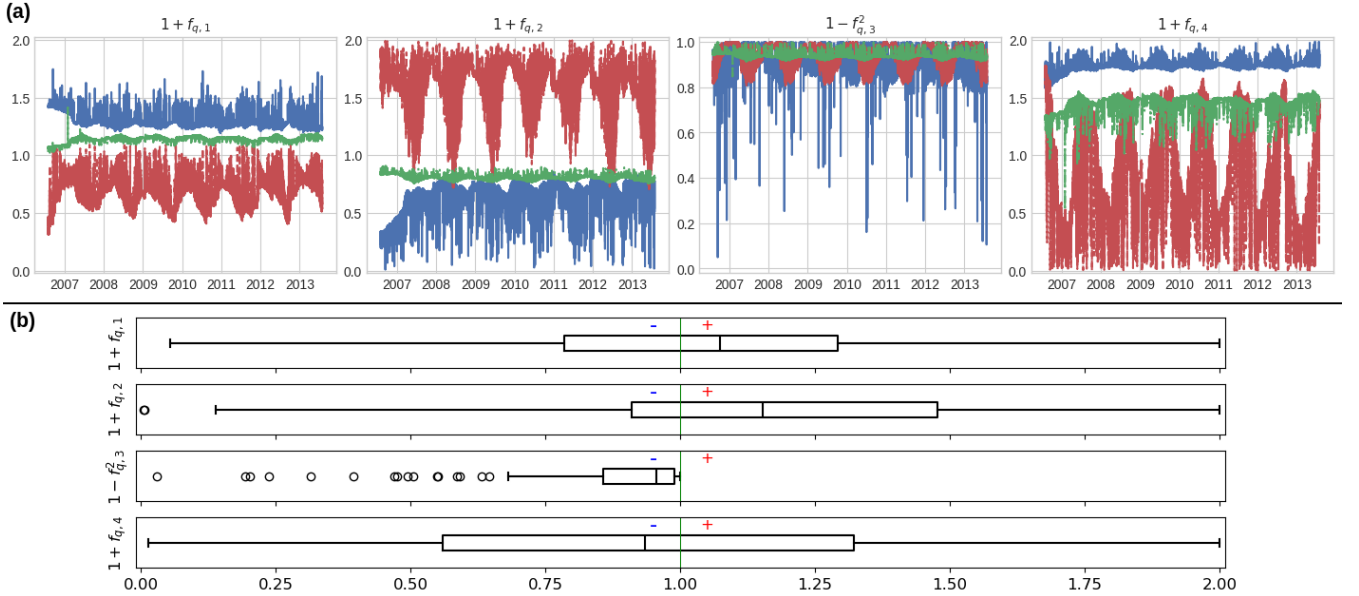 (a)
1 + f_{q, 1}
1 + f_{q, 2}
1 − f²_{q, 3}
1 + f_{q, 4}
2.0 1.5 1.0 0.5 0.0
2007 2008 2009 2010 2011 2012 2013
2.0 1.5 1.0 0.5 0.0
2007 2008 2009 2010 2011 2012 2013
1.0 0.8 0.6 0.4 0.2 0.0
2007 2008 2009 2010 2011 2012 2013
2.0 1.5 1.0 0.5 0.0
2007 2008 2009 2010 2011 2012 2013
(b)
1 + f_{q, 1}
- +
1 + f_{q, 2}
- +
1 − f²_{q, 3}
- +
1 + f_{q, 4}
- +
0.00 0.25 0.50 0.75 1.00 1.25 1.50 1.75 2.00